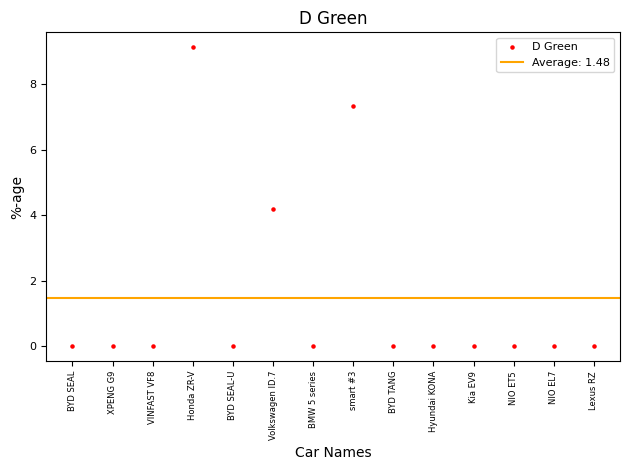 D Green
D Green
Average: 1.48
%-age
8
6
4
2
0
BYD SEAL
XPENG G9
VINFAST VF8
Honda ZR-V
BYD SEAL-U
Volkswagen ID.7
BMW 5 series
smart #3
BYD TANG
Hyundai KONA
Kia EV9
NIO ET5
NIO EL7
Lexus RZ
Car Names